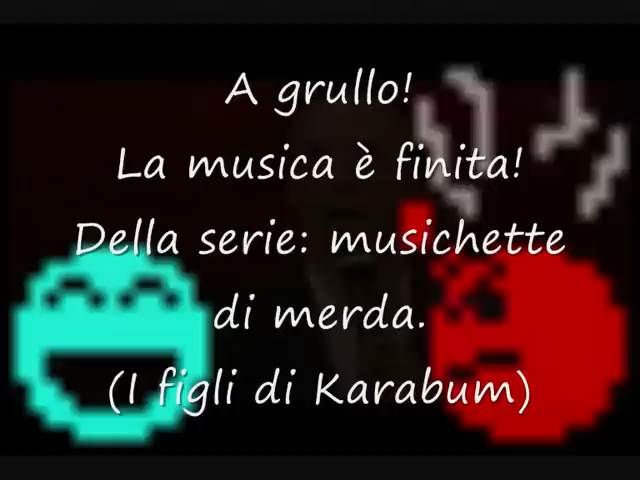 A grullo!
La musica è finita!
Della serie: musichette
di merda.
(I figli di Karabum)